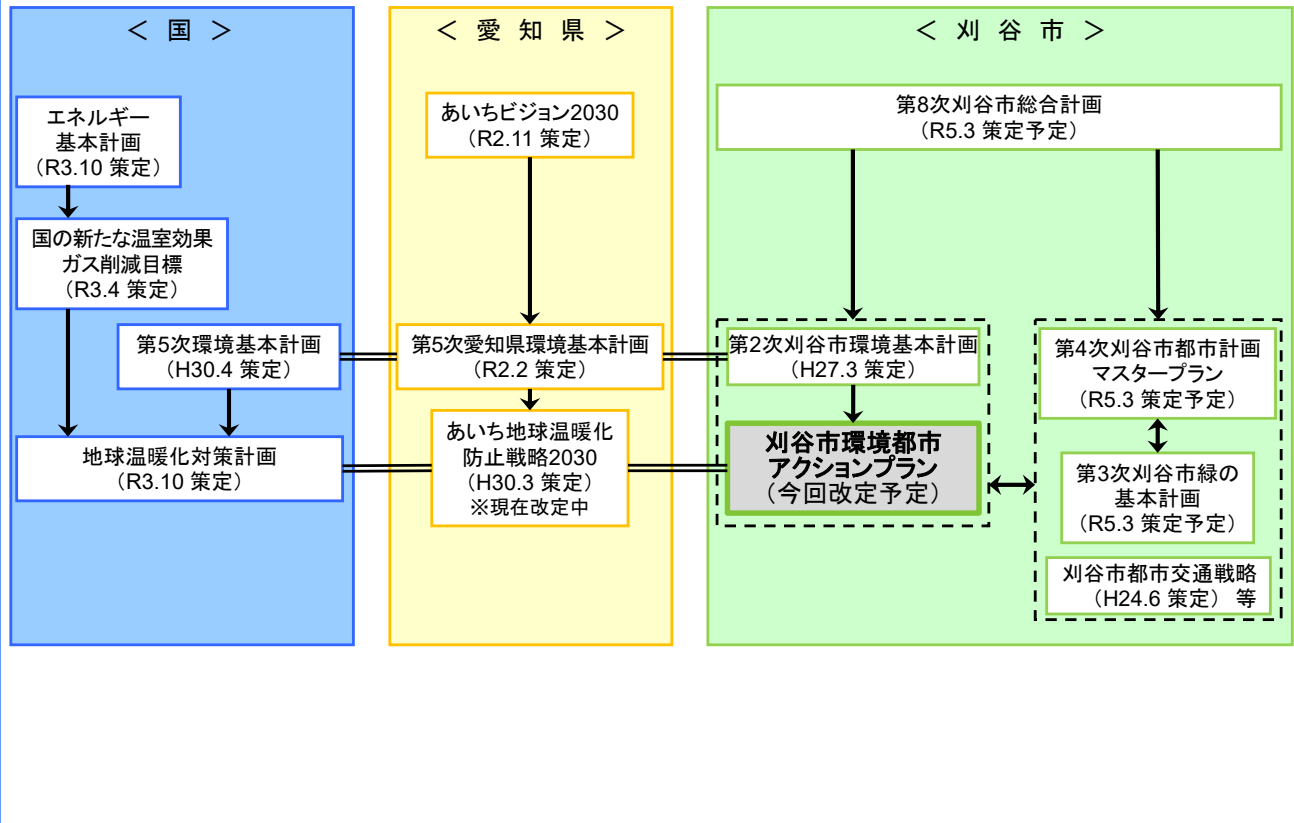 ＜ 国 ＞
エネルギー
基本計画
（R3.10 策定）
国の新たな温室効果
ガス削減目標
（R3.4 策定）
第5次環境基本計画
（H30.4 策定）
地球温暖化対策計画
（R3.10 策定）
＜ 愛 知 県 ＞
あいちビジョン2030
（R2.11 策定）
第5次愛知県環境基本計画
（R2.2 策定）
あいち地球温暖化
防止戦略2030
（H30.3 策定）
※現在改定中
＜ 刈 谷 市 ＞
第8次刈谷市総合計画
（R5.3 策定予定）
第2次刈谷市環境基本計画
（H27.3 策定）
刈谷市環境都市
アクションプラン
（今回改定予定）
第4次刈谷市都市計画
マスタープラン
（R5.3 策定予定）
第3次刈谷市緑の
基本計画
（R5.3 策定予定）
刈谷市都市交通戦略
（H24.6 策定） 等